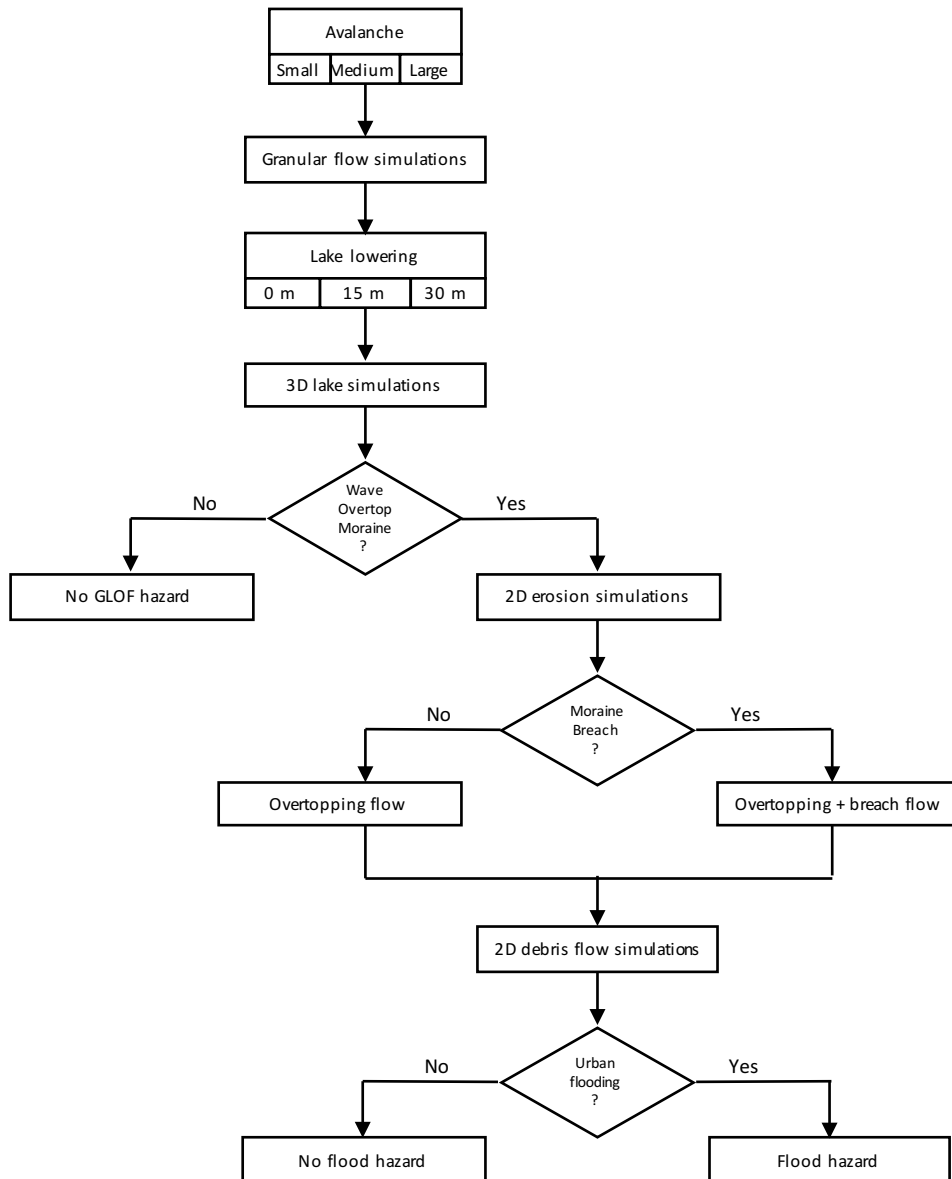 Avalanche
Small Medium Large
Granular flow simulations
Lake lowering
0 m 15 m 30 m
3D lake simulations
Wave
Overtop
Moraine
?
No
Yes
No GLOF hazard
2D erosion simulations
Moraine
Breach
?
No
Yes
Overtopping flow
Overtopping + breach flow
2D debris flow simulations
Urban
flooding
?
No
Yes
No flood hazard
Flood hazard